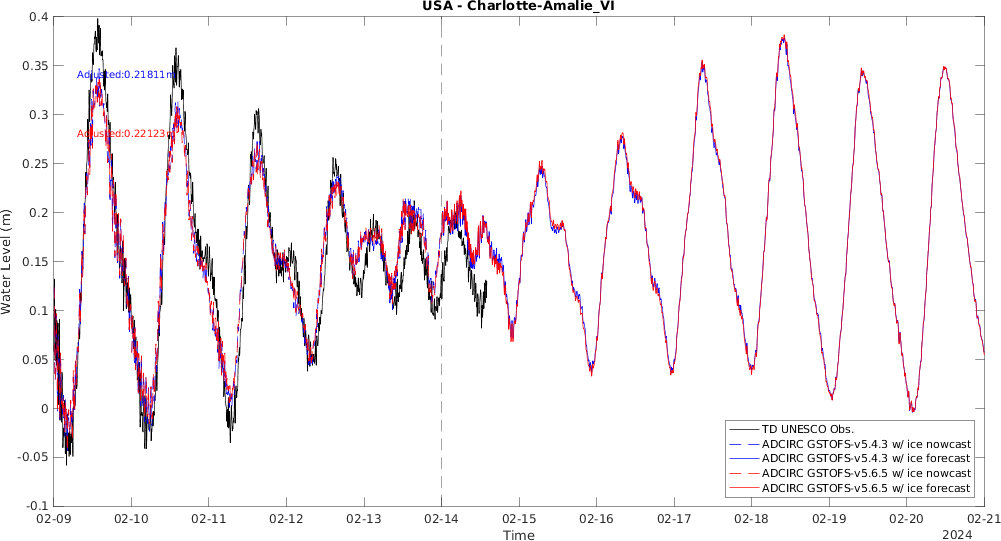 USA - Charlotte-Amalie_VI
0.4
0.35
0.3
0.25
0.2
0.15
0.1
0.05
0
-0.05
-0.1
Water Level (m)
Adjusted:0.21811m
Adjusted:0.22123m
TD UNESCO Obs.
ADCIRC GSTOFS-v5.4.3 w/ ice nowcast
ADCIRC GSTOFS-v5.4.3 w/ ice forecast
ADCIRC GSTOFS-v5.6.5 w/ ice nowcast
ADCIRC GSTOFS-v5.6.5 w/ ice forecast
02-09 02-10 02-11 02-12 02-13 02-14 02-15 02-16 02-17 02-18 02-19 02-20 02-21
Time
2024